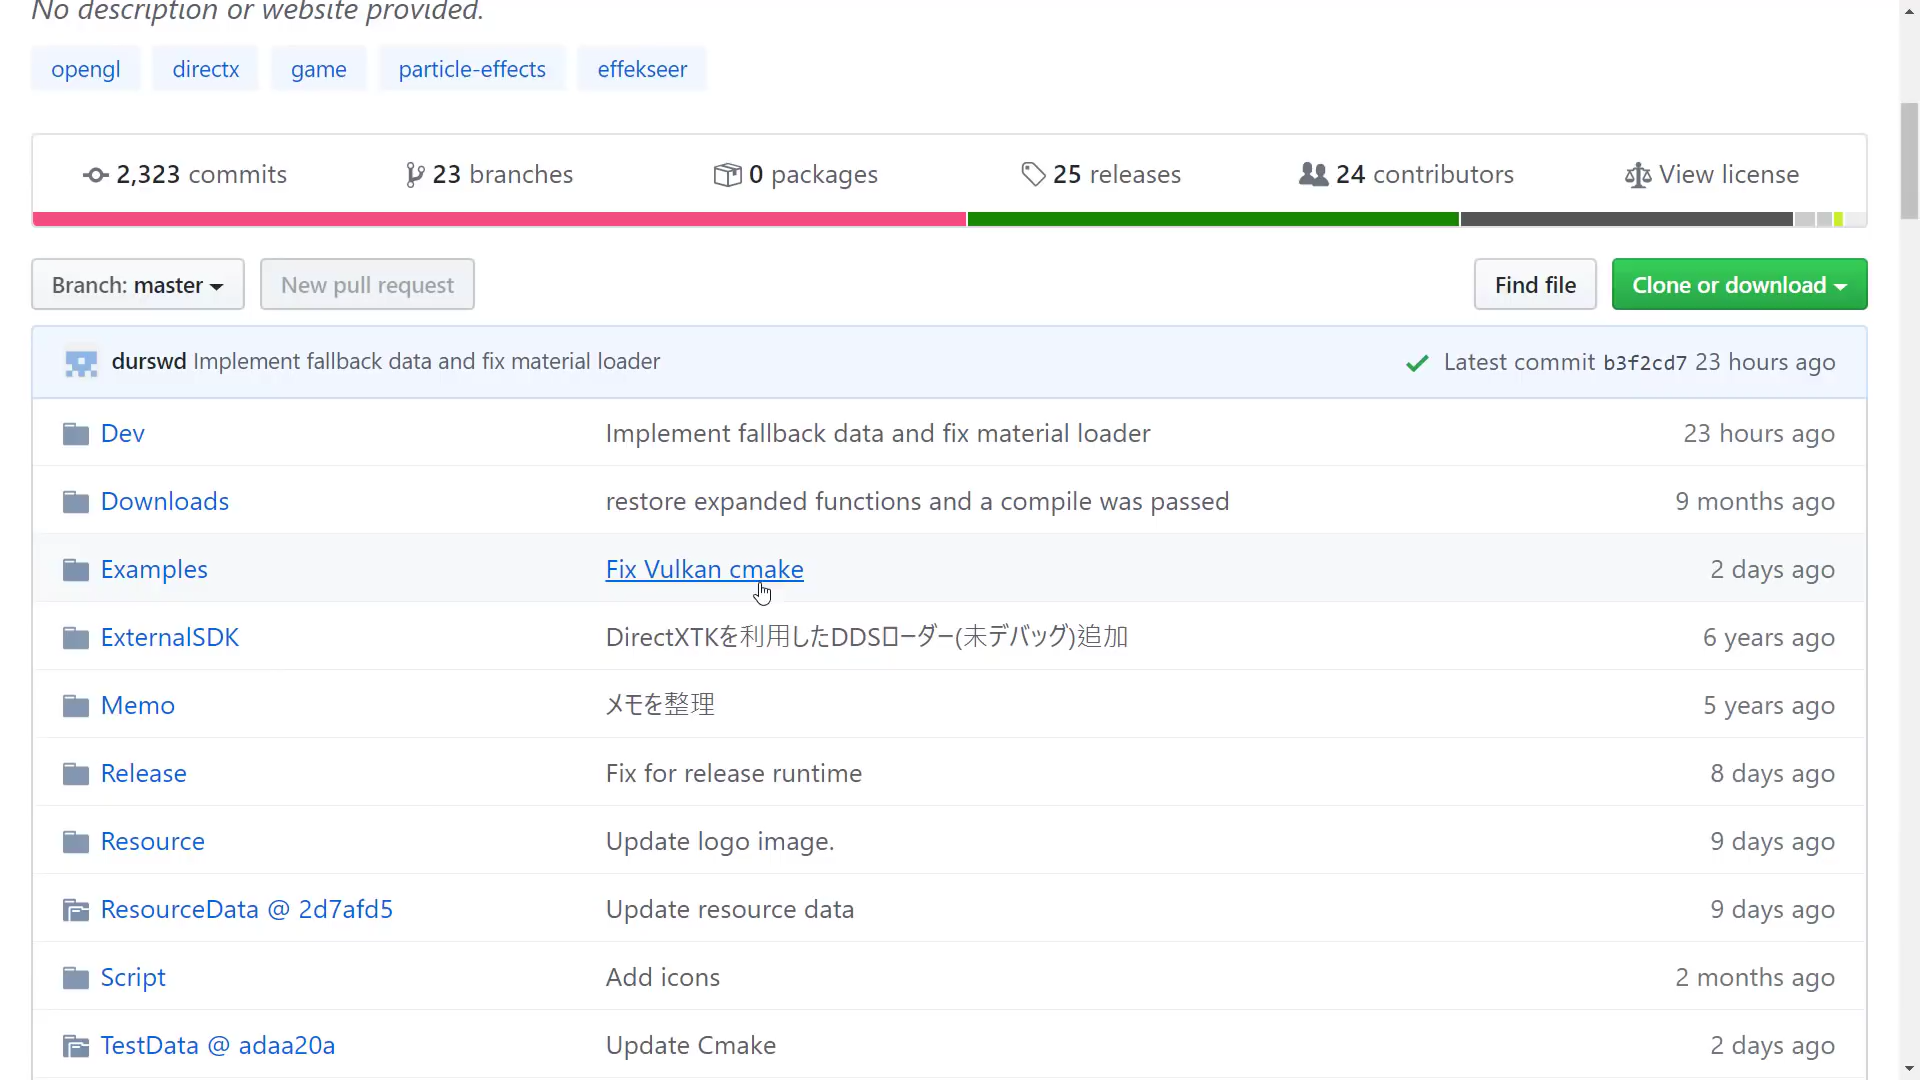 No description or website provided.
opengl directx game particle-effects effekseer
2,323 commits 23 branches 0 packages 25 releases 24 contributors View license
Branch: master New pull request Find file Clone or download
durswd Implement fallback data and fix material loader Latest commit b3f2cd7 23 hours ago
Dev Implement fallback data and fix material loader 23 hours ago
Downloads restore expanded functions and a compile was passed 9 months ago
Examples Fix Vulkan cmake 2 days ago
ExternalSDK DirectXTKを利用したDDSローダー(未デバッグ)追加 6 years ago
Memo メモを整理 5 years ago
Release Fix for release runtime 8 days ago
Resource Update logo image. 9 days ago
ResourceData @ 2d7afd5 Update resource data 9 days ago
Script Add icons 2 months ago
TestData @ adaa20a Update Cmake 2 days ago